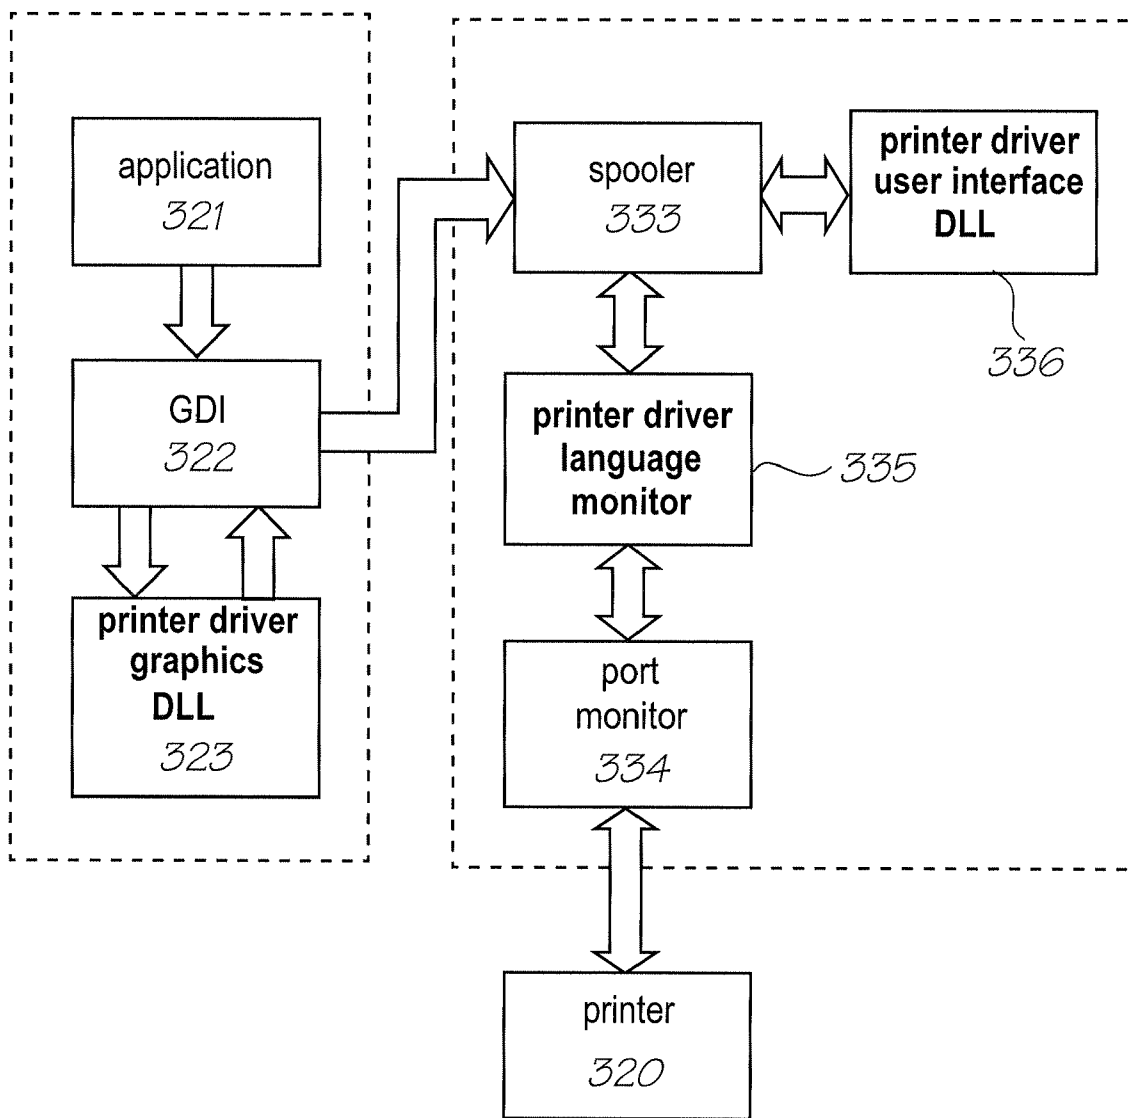 application
321
GDI
322
printer driver
graphics
DLL
323
spooler
333
printer driver
user interface
DLL
336
printer driver
language
monitor
335
port
monitor
334
printer
320